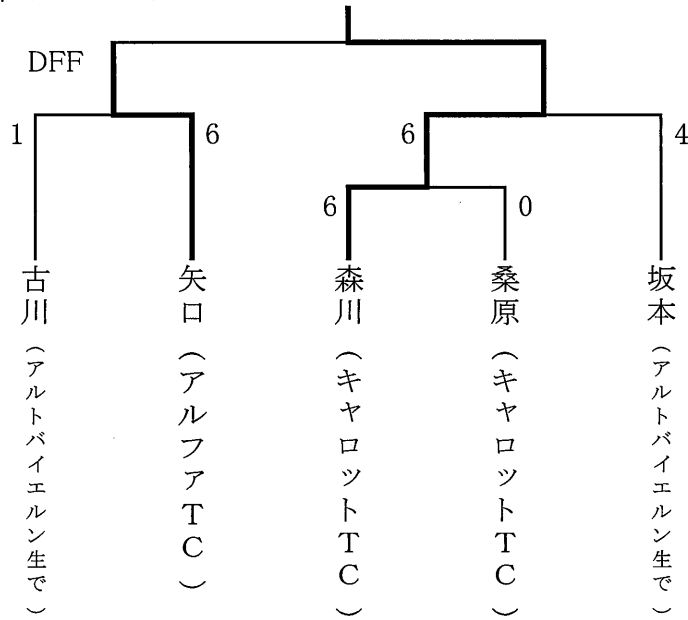 DFF
1
6
6
4
6
0
古川（アルトバイエルン生で）
矢口（アルファTC）
森川（キャロットTC）
桑原（キャロットTC）
坂本（アルトバイエルン生で）